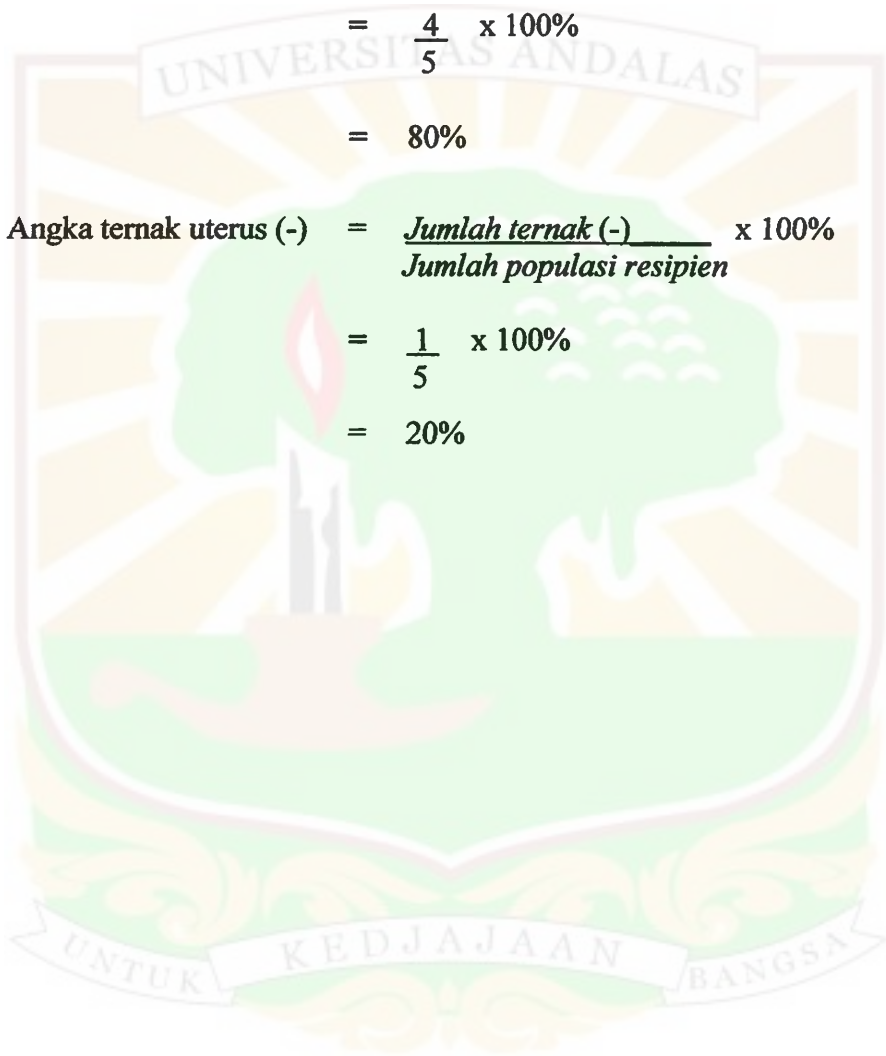 = 4 x 100%
5
UNIVERSITAS ANDALAS
= 80%
Angka ternak uterus (-) = Jumlah ternak (-) x 100%
Jumlah populasi resipien
= 1 x 100%
5
= 20%
UNTUK KEDJAJAAN BANGSA